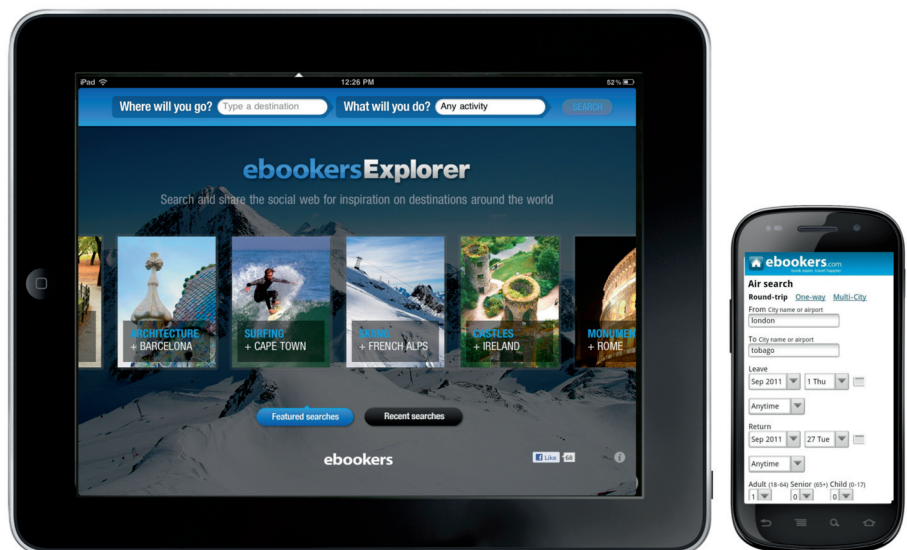 iPad 12:26 PM 52%
Where will you go? Type a destination What will you do? Any activity SEARCH
ebookersExplorer
Search and share the social web for inspiration on destinations around the world
ARCHITECTURE
+ BARCELONA
SURFING
+ CAPE TOWN
SKIING
+ FRENCH ALPS
CASTLES
+ IRELAND
MONUMEN
+ ROME
Featured searches Recent searches
ebookers
Like 68
ebookers.com
Air search
Round-trip One-way Multi-City
From City name or airport
london
To City name or airport
tobago
Leave
Sep 2011 1 Thu
Anytime
Return
Sep 2011 27 Tue
Anytime
Adult (18-64) Senior (65+) Child (0-17)
1 0 0